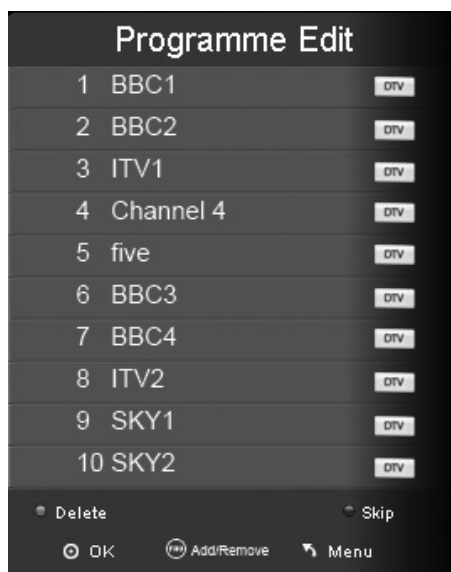 Programme Edit
1 BBC1 DTV
2 BBC2 DTV
3 ITV1 DTV
4 Channel 4 DTV
5 five DTV
6 BBC3 DTV
7 BBC4 DTV
8 ITV2 DTV
9 SKY1 DTV
10 SKY2 DTV
Delete Skip
OK Add/Remove Menu